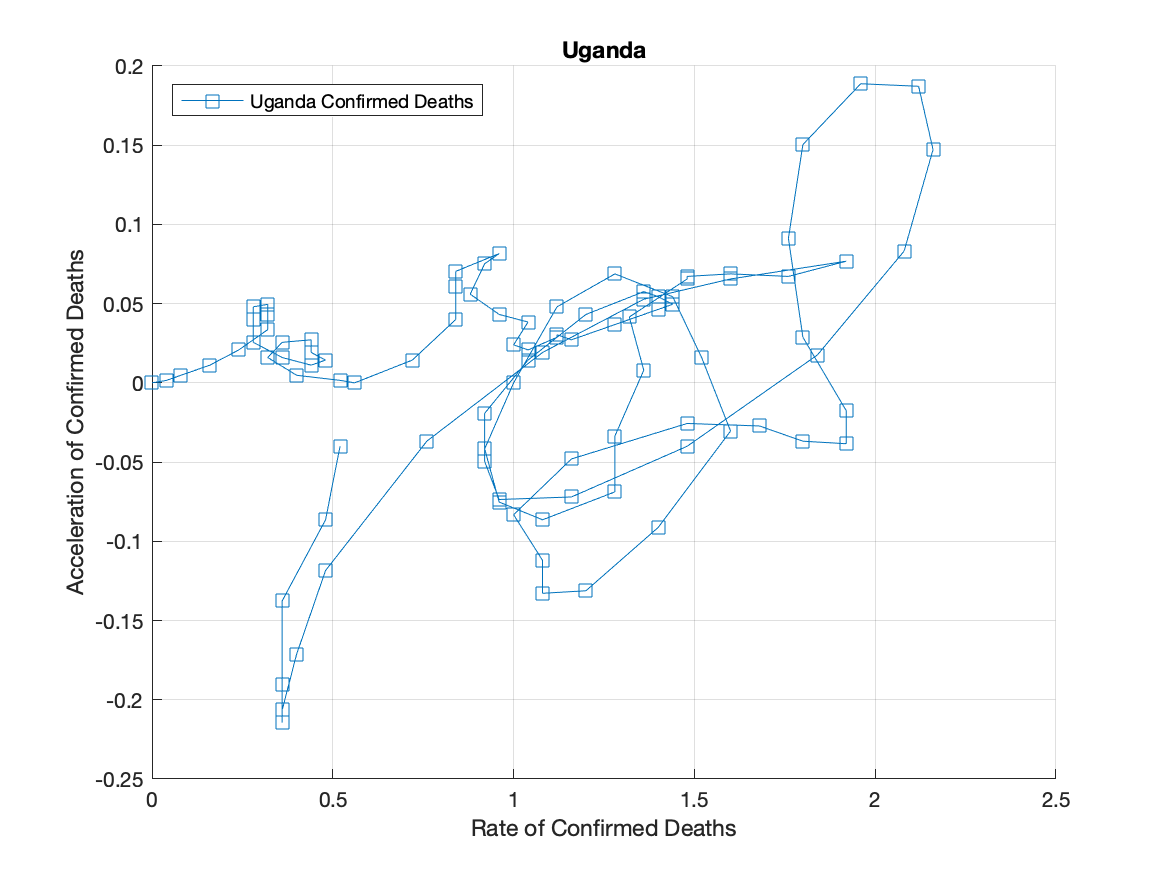 Uganda
Uganda Confirmed Deaths
0.2
0.15
0.1
0.05
0
-0.05
-0.1
-0.15
-0.2
-0.25
Acceleration of Confirmed Deaths
0 0.5 1 1.5 2 2.5
Rate of Confirmed Deaths